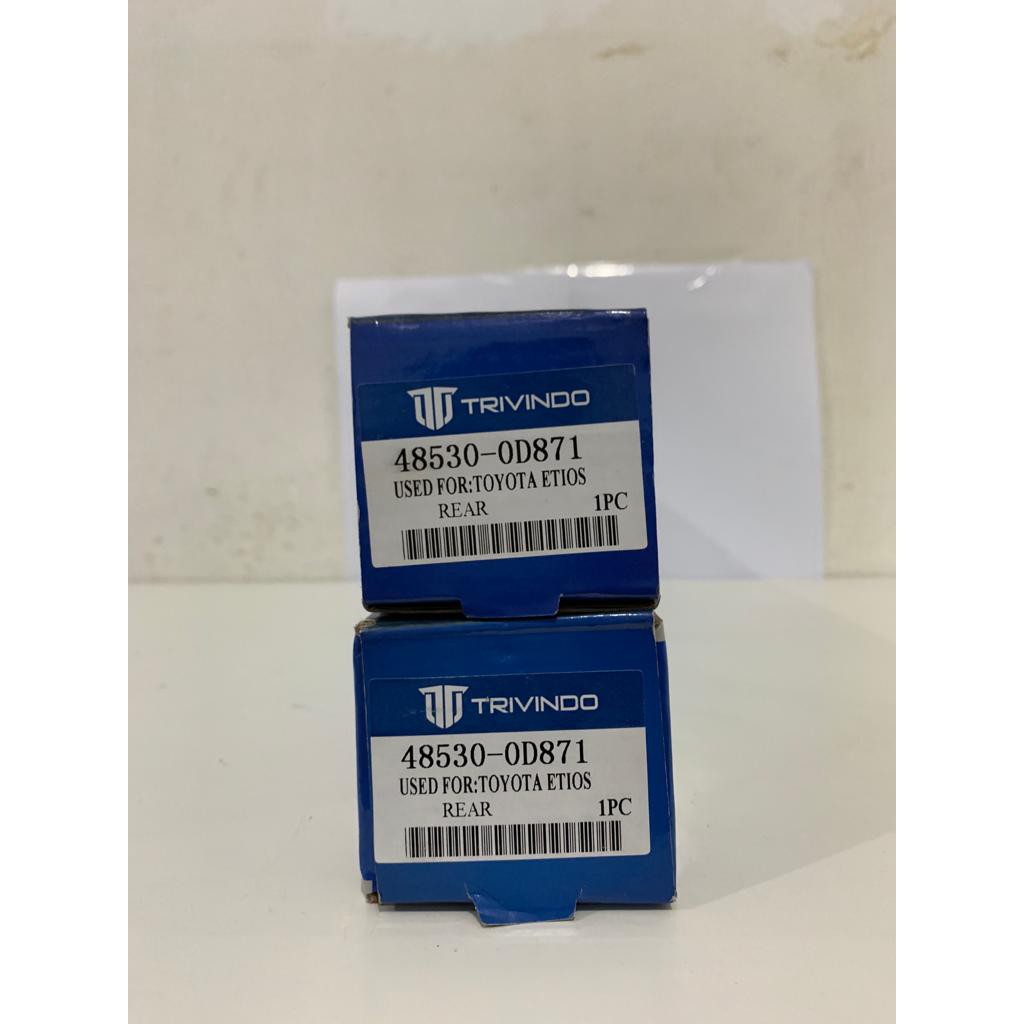 TRIVINDO
48530-0D871
USED FOR:TOYOTA ETIOS
REAR 1PC
TRIVINDO
48530-0D871
USED FOR:TOYOTA ETIOS
REAR 1PC